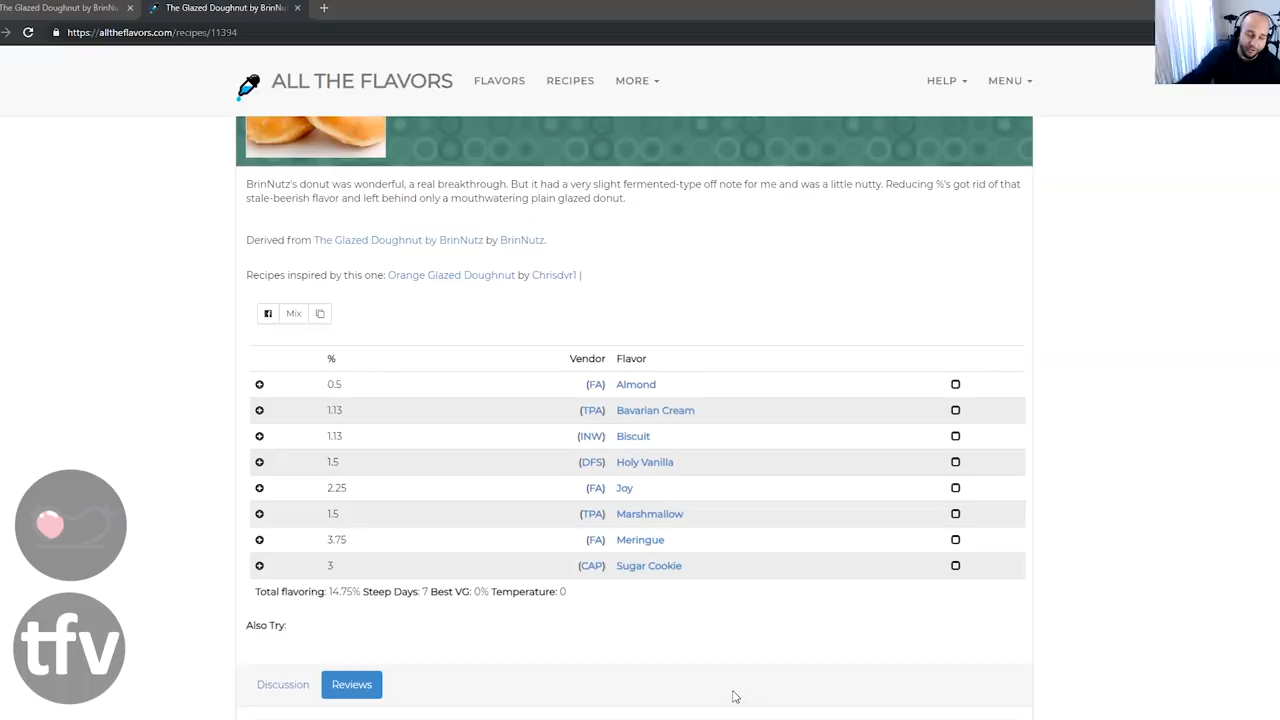 The Glazed Doughnut by BrinNu
The Glazed Doughnut by BrinNu
https://alltheflavors.com/recipes/11394
ALL THE FLAVORS FLAVORS RECIPES MORE HELP MENU
BrinNutz's donut was wonderful, a real breakthrough. But it had a very slight fermented-type off note for me and was a little nutty. Reducing %'s got rid of that
stale-beerish flavor and left behind only a mouthwatering plain glazed donut.
Derived from The Glazed Doughnut by BrinNutz by BrinNutz.
Recipes inspired by this one: Orange Glazed Doughnut by Chrisdvr1 |
Mix
% Vendor Flavor
0.5 (FA) Almond
1.13 (TPA) Bavarian Cream
1.13 (INW) Biscuit
1.5 (DFS) Holy Vanilla
2.25 (FA) Joy
1.5 (TPA) Marshmallow
3.75 (FA) Meringue
3 (CAP) Sugar Cookie
Total flavoring: 14.75% Steep Days: 7 Best VG: 0% Temperature: 0
Also Try:
Discussion Reviews
tfv